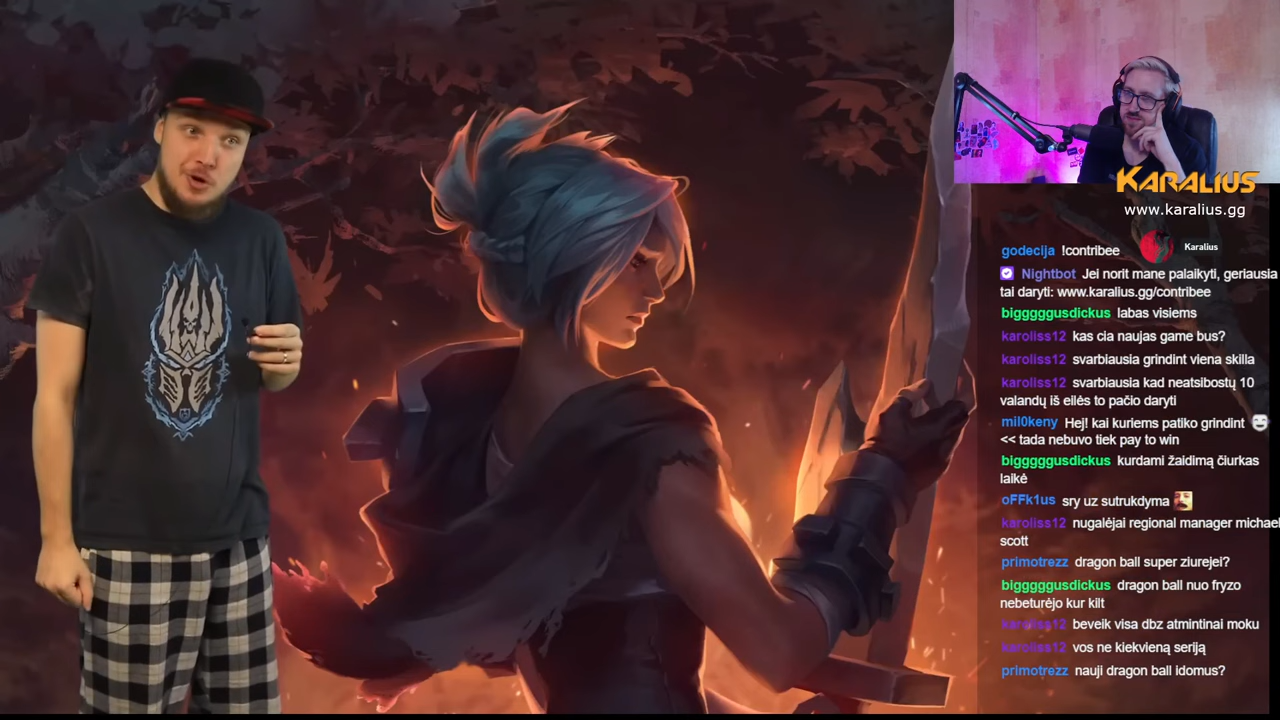 KARALIUS
www.karalius.gg
godecija !contribee
Karalius
Nightbot Jei norit mane palaikyti, geriausia
tai daryti: www.karalius.gg/contribee
bigggggusdickus labas visiems
karoliss12 kas cia naujas game bus?
karoliss12 svarbiausia grindint viena skilla
karoliss12 svarbiausia kad neatsibostų 10
valandų iš eilės to pačio daryti
mil0keny Hej! kai kuriems patiko grindint
<< tada nebuvo tiek pay to win
bigggggusdickus kurdami žaidimą čiurkas
laikė
oFFk1us sry uz sutrukdyma
karoliss12 nugalėjai regional manager michael
scott
primotrezz dragon ball super ziurejei?
bigggggusdickus dragon ball nuo fryzo
nebeturėjo kur kilt
karoliss12 beveik visa dbz atmintinai moku
karoliss12 vos ne kiekvieną seriją
primotrezz nauji dragon ball idomus?